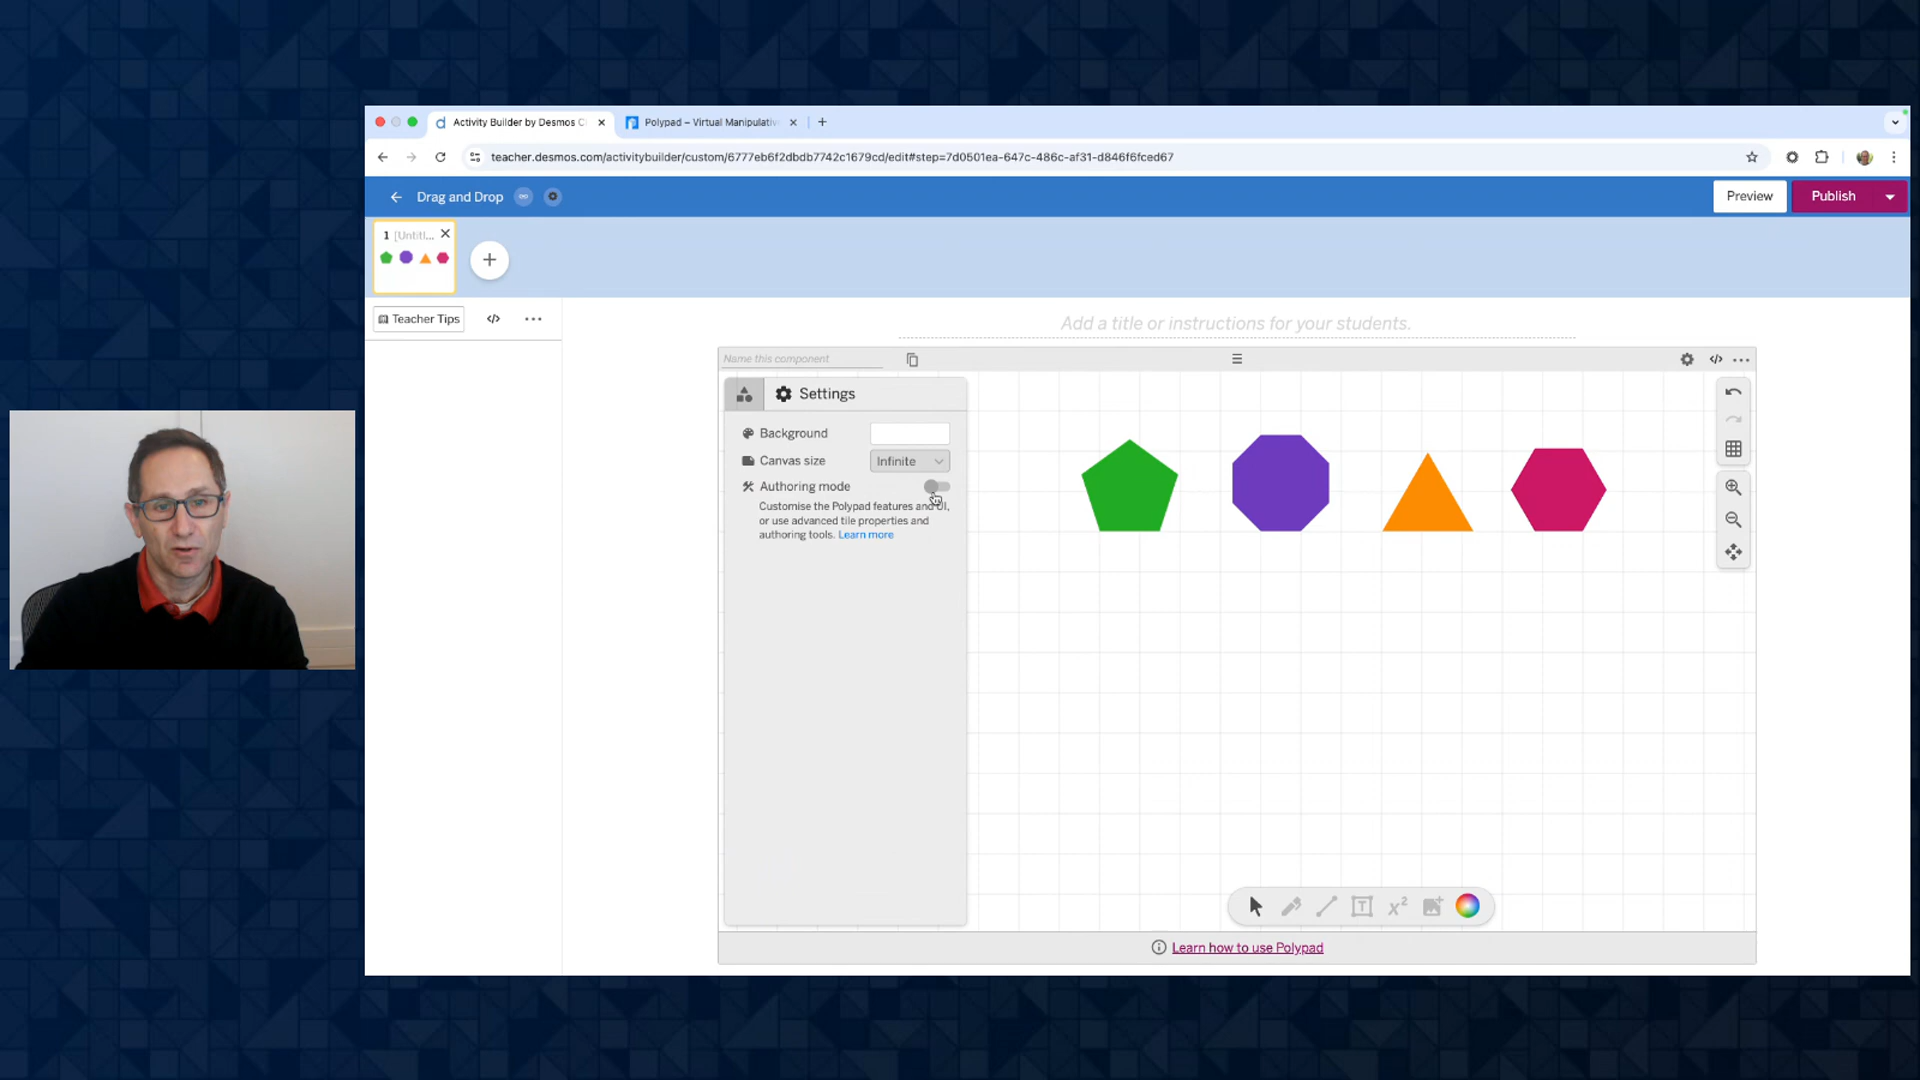 Activity Builder by Desmos C
Polypad – Virtual Manipulativ
teacher.desmos.com/activitybuilder/custom/6777eb6f2dbdb7742c1679cd/edit#step=7d0501ea-647c-486c-af31-d846f6fced67
Drag and Drop
Preview
Publish
1 [Untitl...
Teacher Tips
Add a title or instructions for your students.
Name this component
Settings
Background
Canvas size
Infinite
Authoring mode
Customise the Polypad features and UI,
or use advanced tile properties and
authoring tools. Learn more
T
x²
Learn how to use Polypad